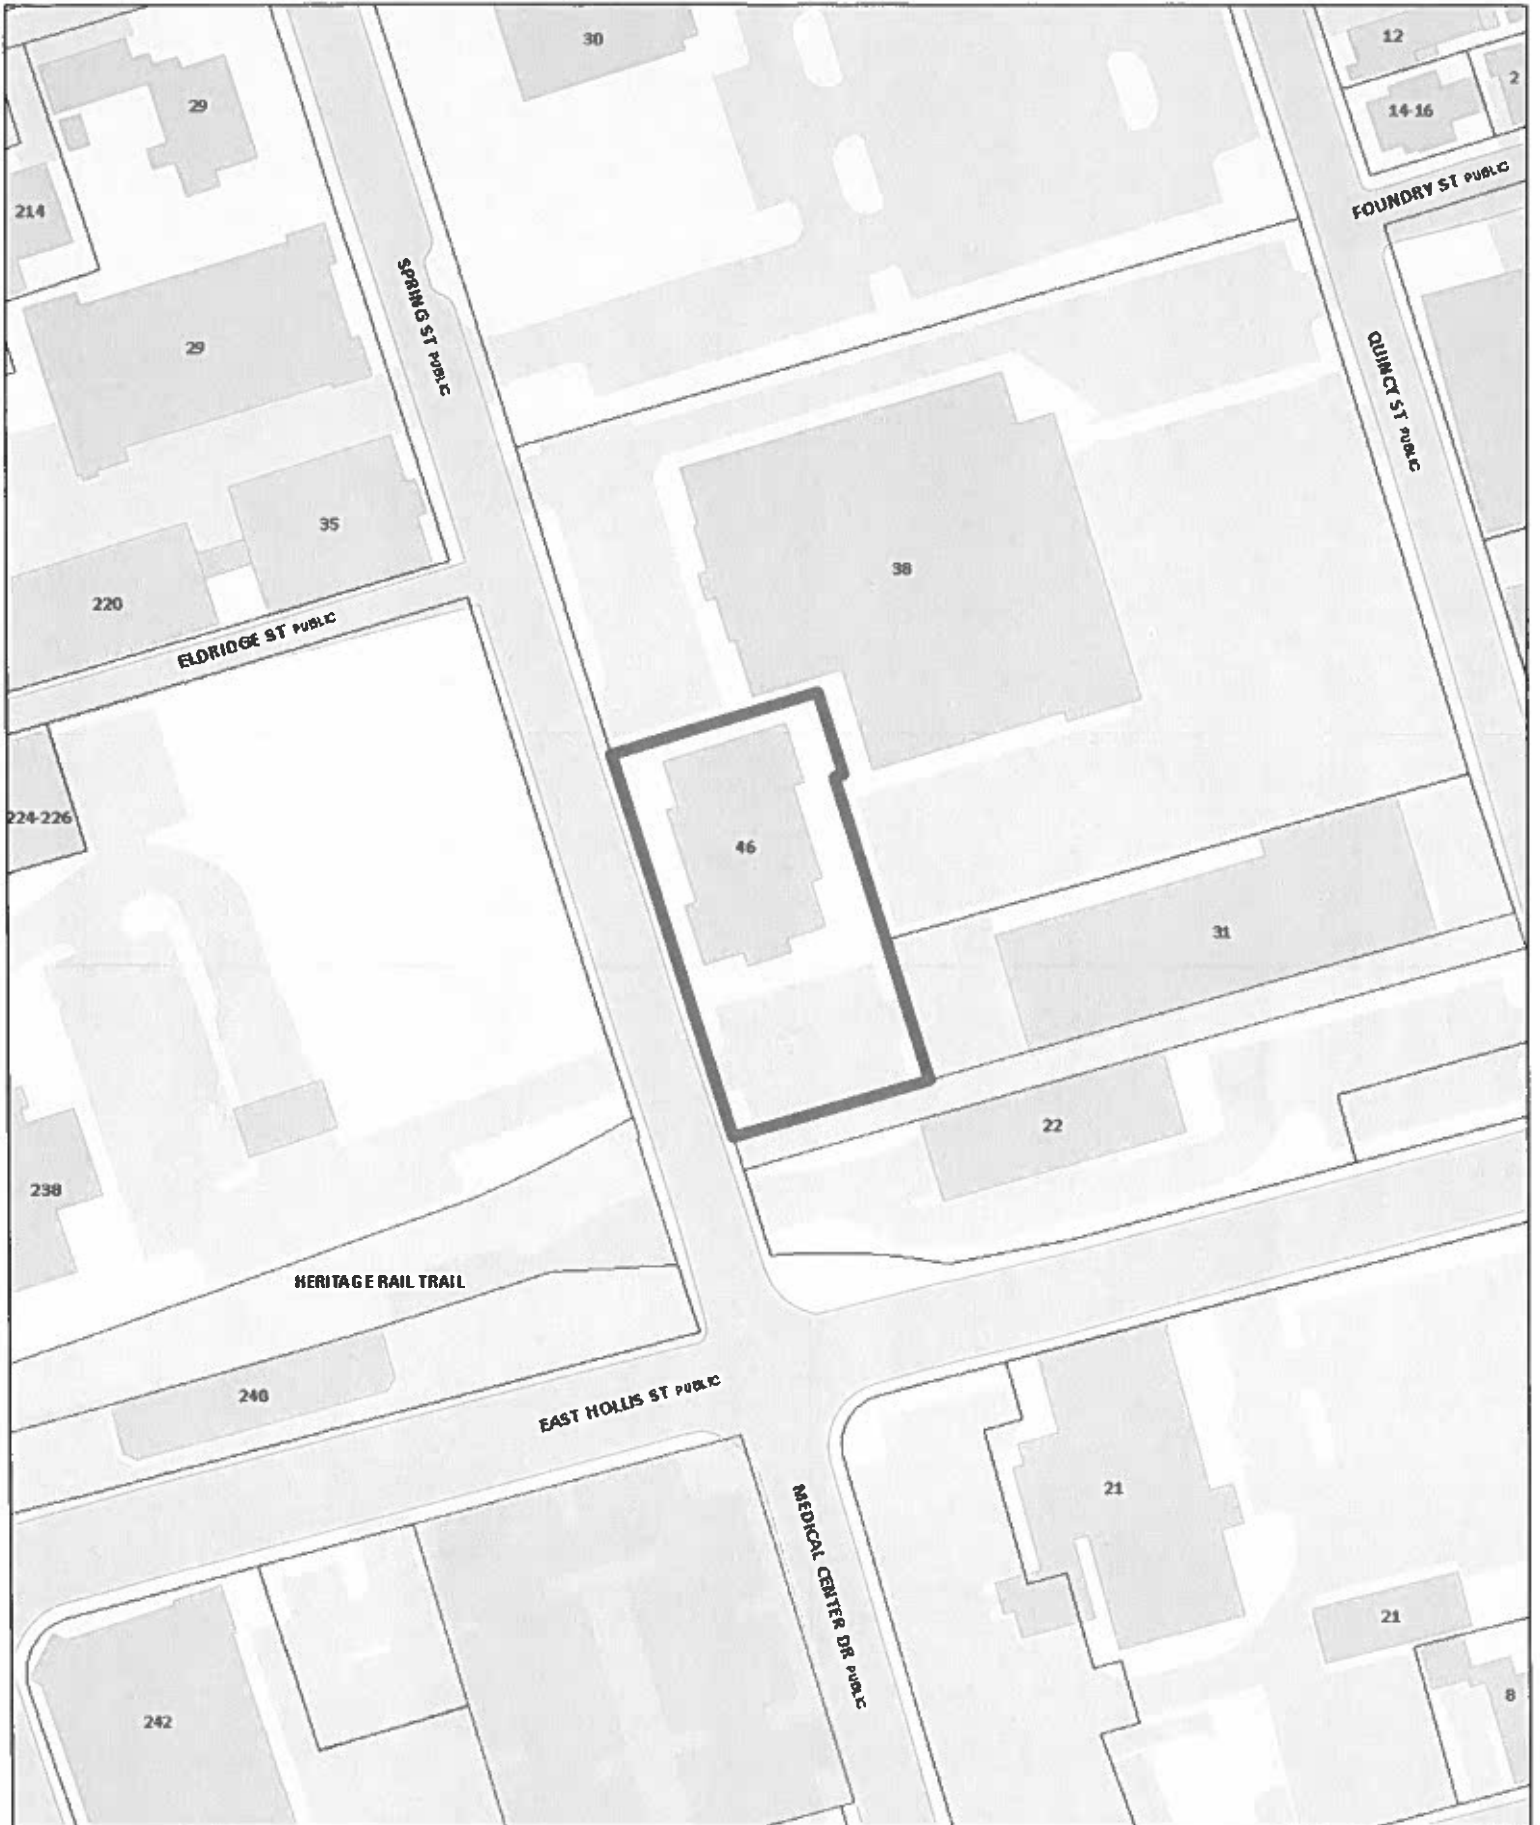 30
12
2
29
14-16
FOUNDRY ST PUBLIC
214
SPRING ST PUBLIC
29
QUINCY ST PUBLIC
35
38
220
ELDRIDGE ST PUBLIC
224-226
46
31
22
238
HERITAGE RAIL TRAIL
240
EAST HOLLIS ST PUBLIC
21
MEDICAL CENTER DR PUBLIC
21
8
242